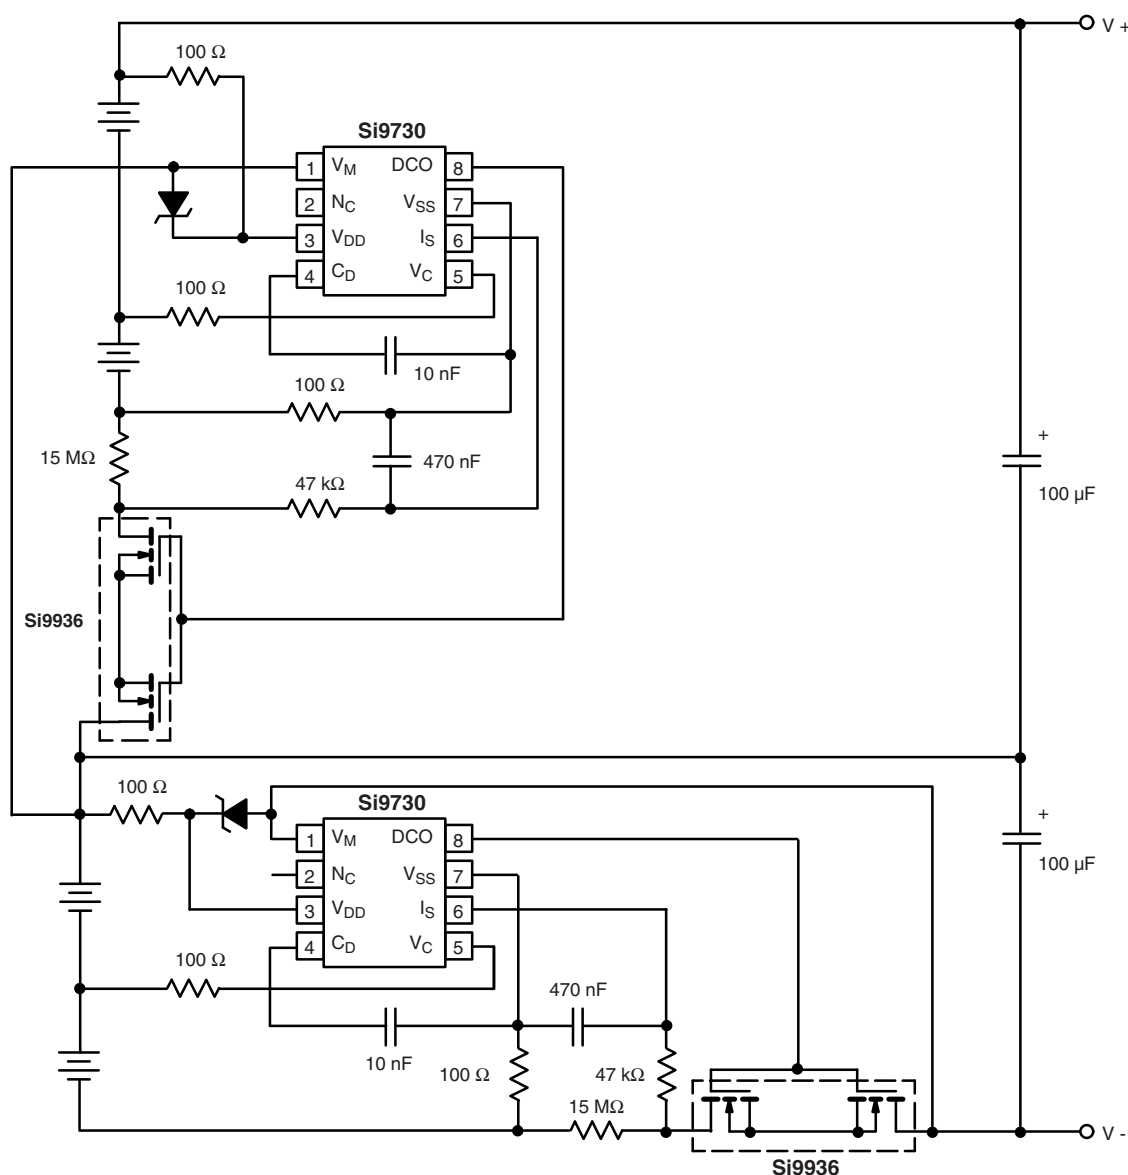 V +
100 Ω
Si9730
1 V_M DCO 8
2 N_C V_SS 7
3 V_DD I_S 6
4 C_D V_C 5
100 Ω
10 nF
100 Ω
15 MΩ
470 nF
47 kΩ
+
100 µF
Si9936
100 Ω
Si9730
1 V_M DCO 8
2 N_C V_SS 7
3 V_DD I_S 6
4 C_D V_C 5
+
100 µF
100 Ω
470 nF
10 nF
100 Ω
47 kΩ
15 MΩ
V -
Si9936